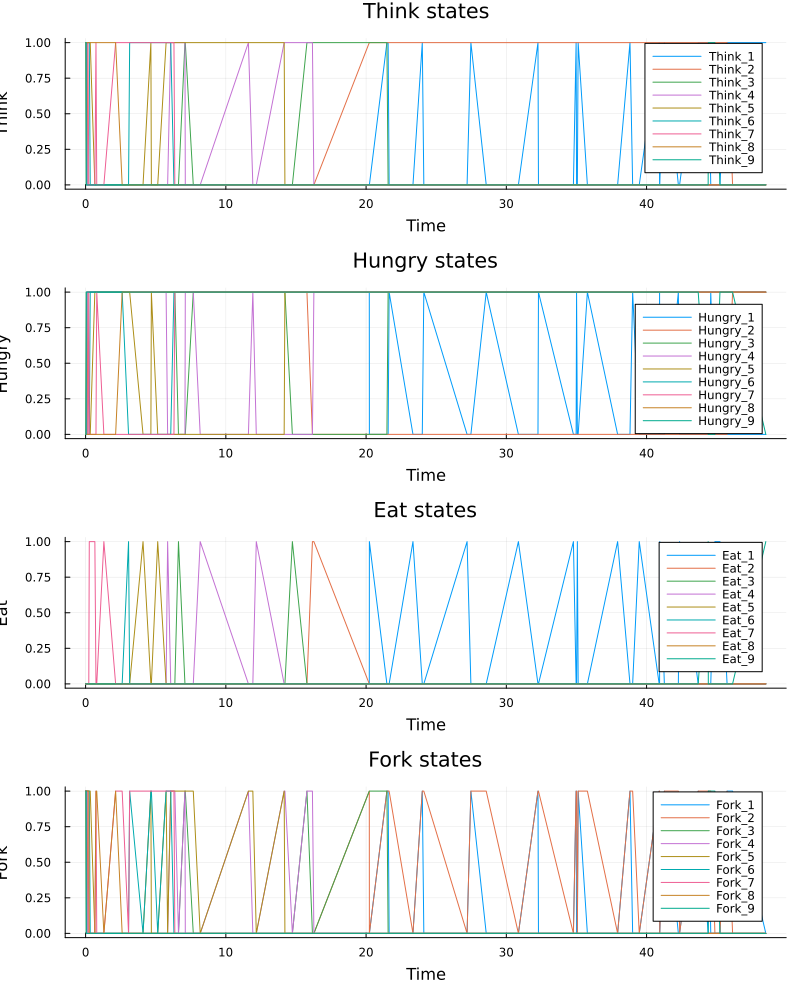 Think states
1.00
0.75
0.50
0.25
0.00
0 10 20 30 40
Time
Think_1
Think_2
Think_3
Think_4
Think_5
Think_6
Think_7
Think_8
Think_9
Hungry states
Hungry
1.00
0.75
0.50
0.25
0.00
0 10 20 30 40
Time
Hungry_1
Hungry_2
Hungry_3
Hungry_4
Hungry_5
Hungry_6
Hungry_7
Hungry_8
Hungry_9
Eat states
Eat
1.00
0.75
0.50
0.25
0.00
0 10 20 30 40
Time
Eat_1
Eat_2
Eat_3
Eat_4
Eat_5
Eat_6
Eat_7
Eat_8
Eat_9
Fork states
Fork
1.00
0.75
0.50
0.25
0.00
0 10 20 30 40
Time
Fork_1
Fork_2
Fork_3
Fork_4
Fork_5
Fork_6
Fork_7
Fork_8
Fork_9